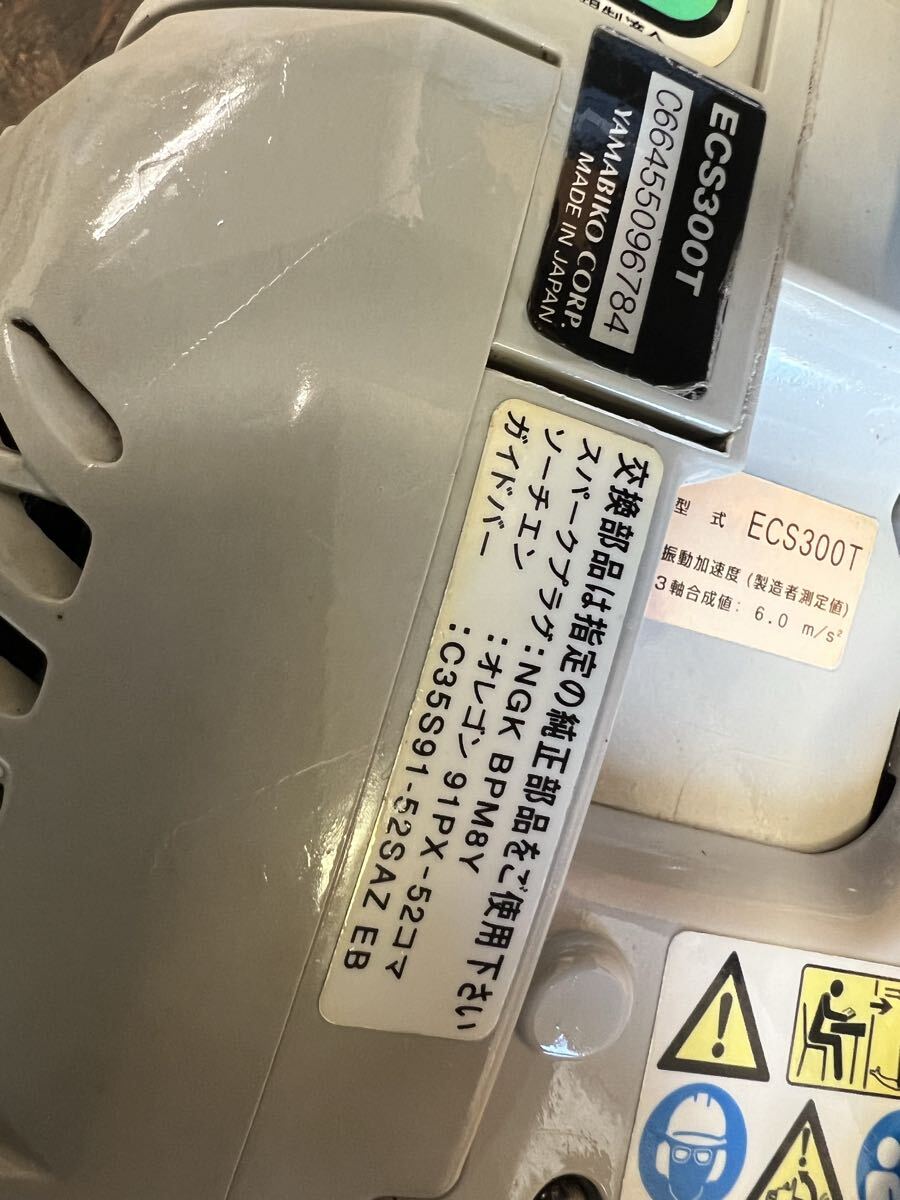 ECS300T
C66455096784
YAMABIKO CORP.
MADE IN JAPAN
型式 ECS300T
振動加速度(製造者測定値)
3軸合成値: 6.0 m/s²
交換部品は指定の純正部品をご使用下さい
スパークプラグ:NGK BPM8Y
ソーチエン :オレゴン 91PX-52コマ
ガイドバー :C35S91-52SAZ EB